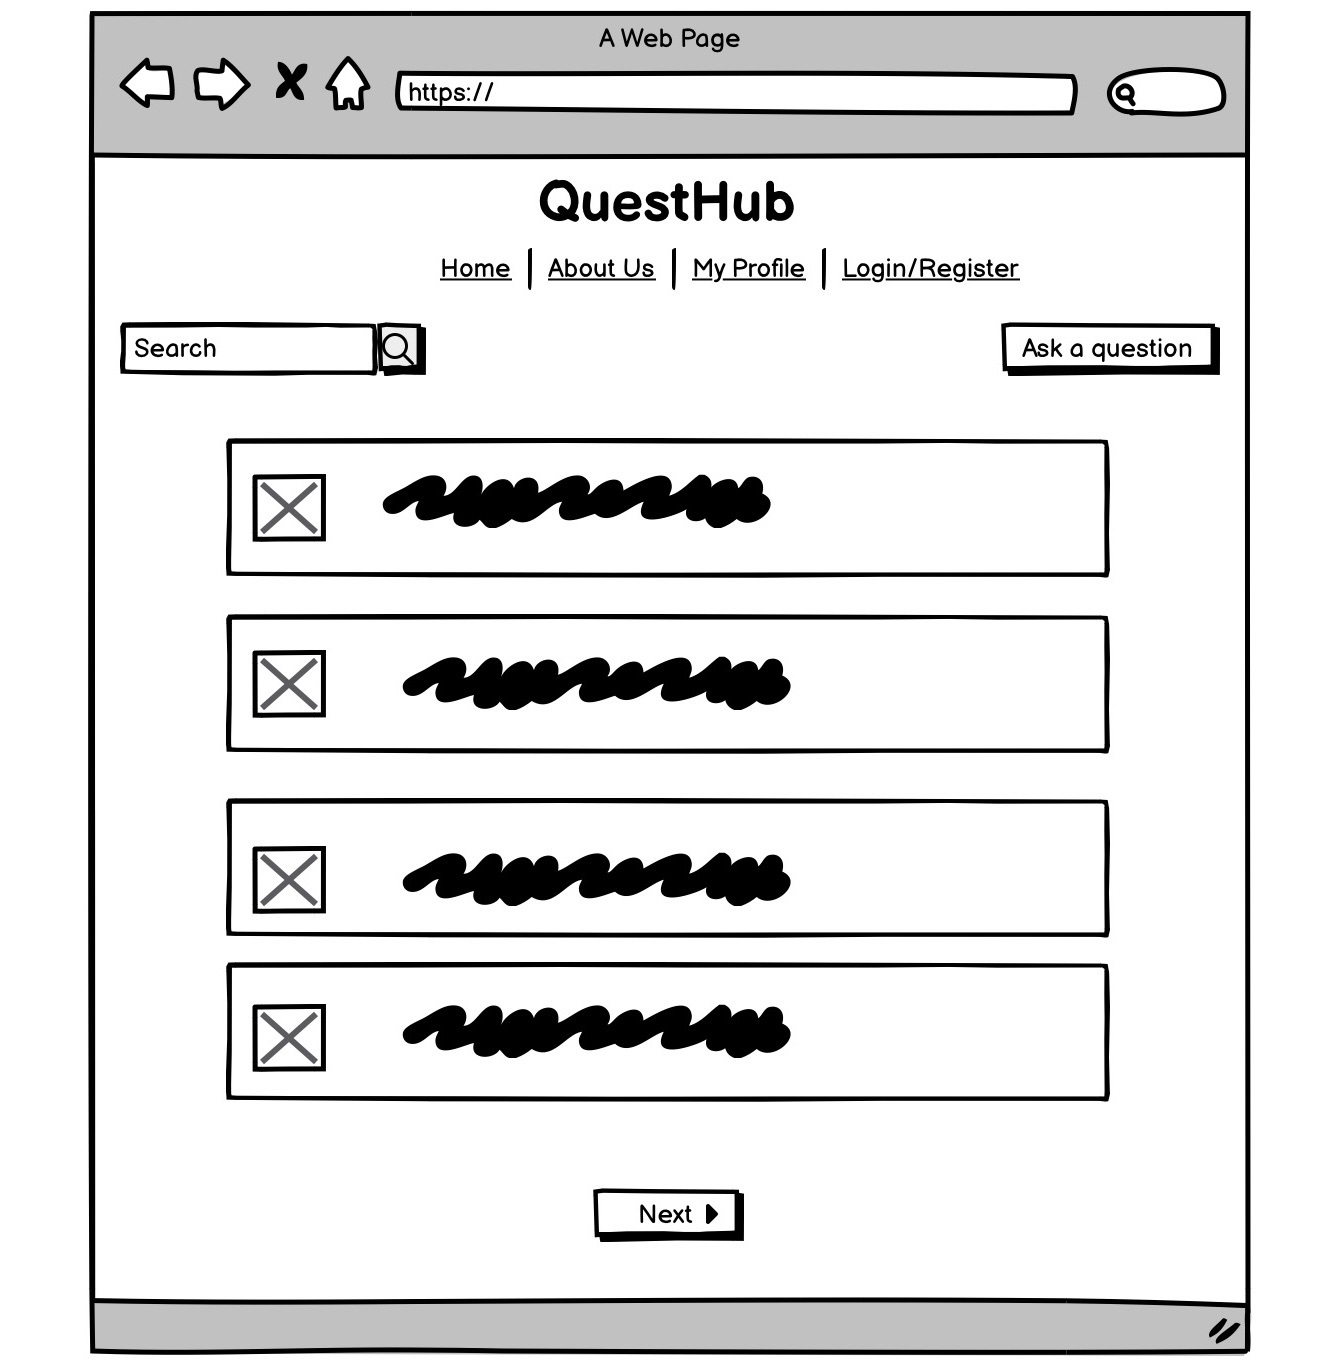 A Web Page
https://
QuestHub
Home About Us My Profile Login/Register
Search
Ask a question
Next